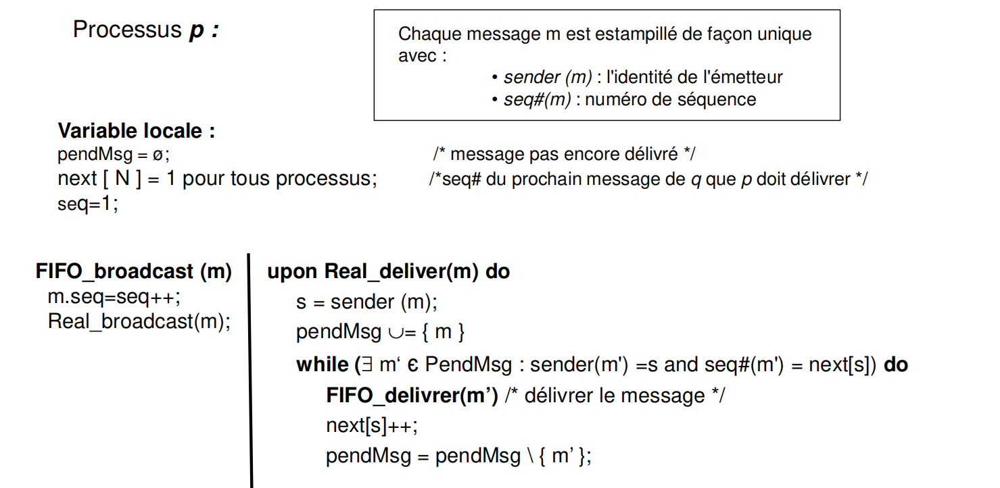 Processus p :
Chaque message m est estampillé de façon unique
avec :
• sender (m) : l'identité de l'émetteur
• seq#(m) : numéro de séquence
Variable locale :
pendMsg = ø; /* message pas encore délivré */
next [ N ] = 1 pour tous processus; /*seq# du prochain message de q que p doit délivrer */
seq=1;
FIFO_broadcast (m)
m.seq=seq++;
Real_broadcast(m);
upon Real_deliver(m) do
s = sender (m);
pendMsg ∪= { m }
while (∃ m‘ є PendMsg : sender(m') =s and seq#(m') = next[s]) do
FIFO_delivrer(m’) /* délivrer le message */
next[s]++;
pendMsg = pendMsg \ { m’ };